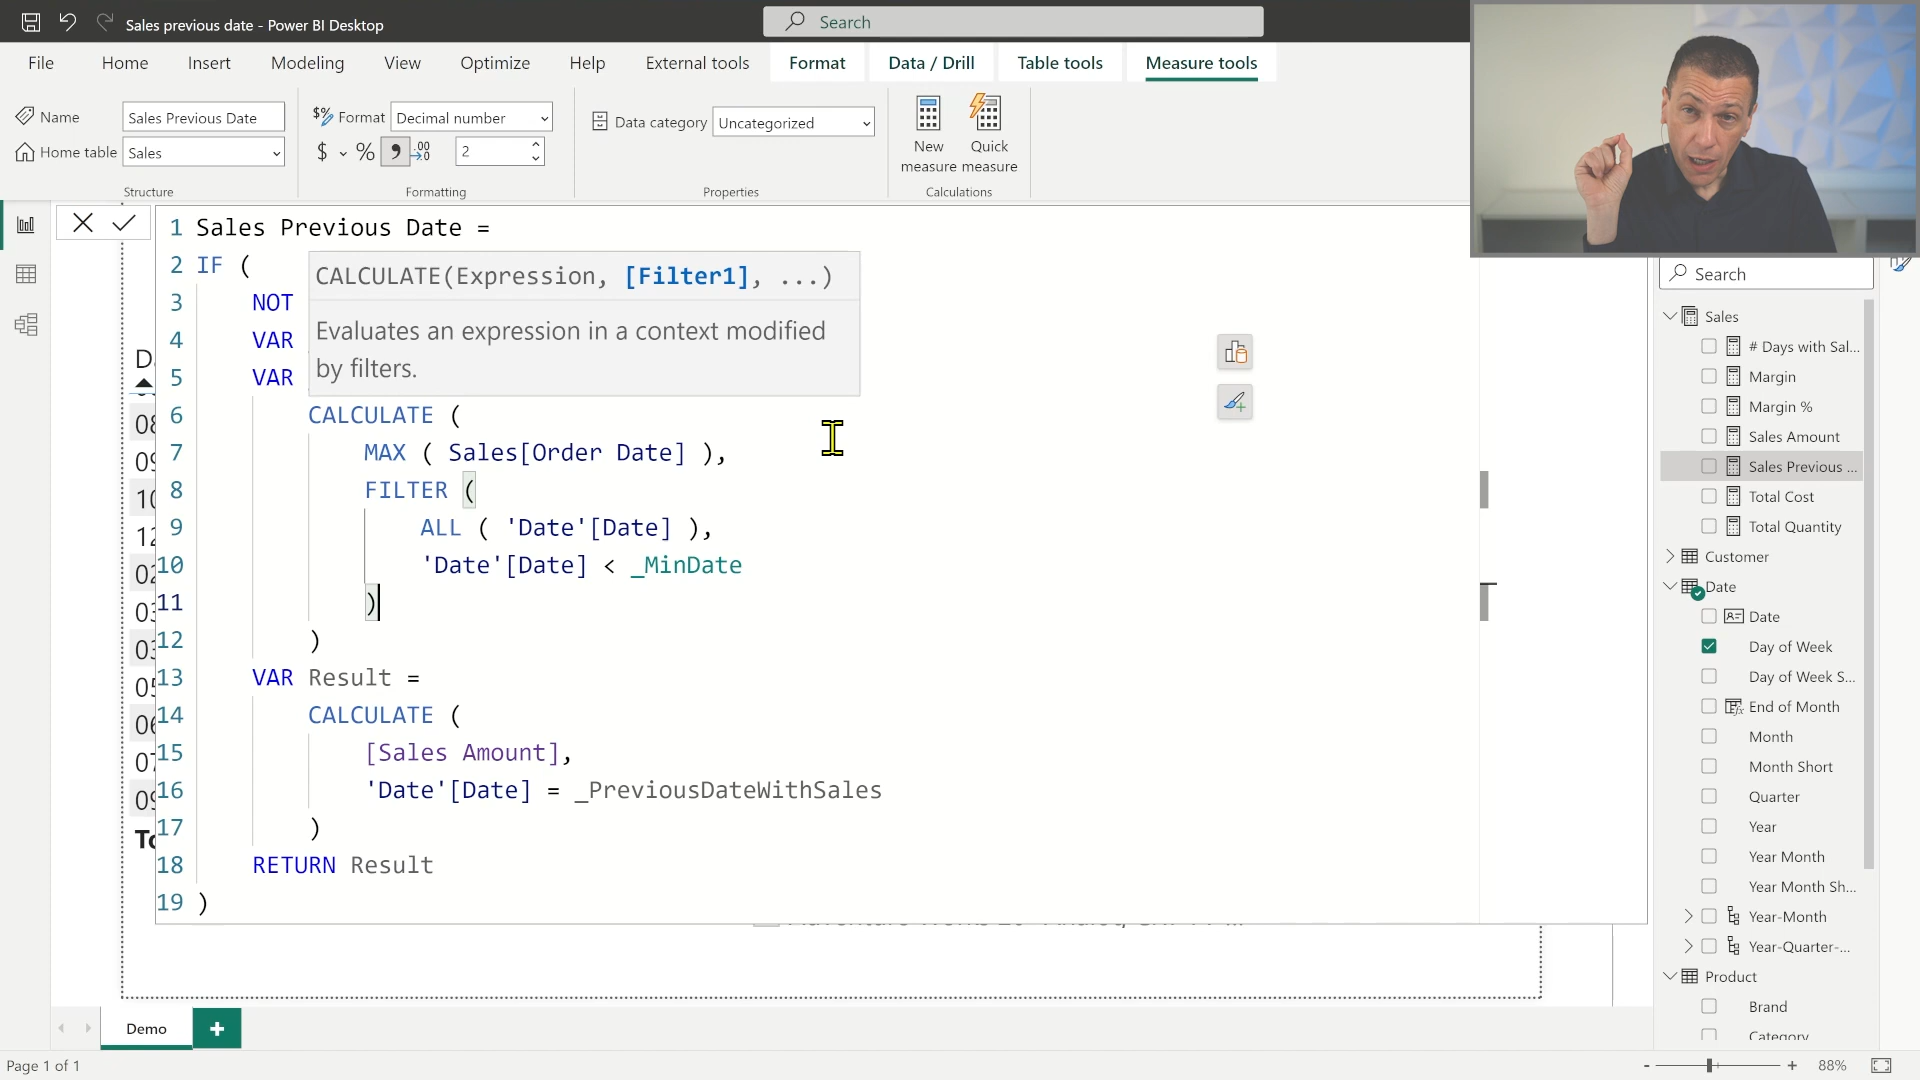 Sales previous date - Power BI Desktop
Search
File Home Insert Modeling View Optimize Help External tools Format Data / Drill Table tools Measure tools
Name Sales Previous Date
Home table Sales
Structure
$% Format Decimal number
$ % , .00 →0 2
Formatting
Data category Uncategorized
Properties
New measure
Quick measure
Calculations
1 Sales Previous Date =
2 IF (
3 NOT
4 VAR
5 VAR
CALCULATE(Expression, [Filter1], ...)
Evaluates an expression in a context modified
by filters.
6 CALCULATE (
7 MAX ( Sales[Order Date] ),
8 FILTER (
9 ALL ( 'Date'[Date] ),
10 'Date'[Date] < _MinDate
11 )
12 )
13 VAR Result =
14 CALCULATE (
15 [Sales Amount],
16 'Date'[Date] = _PreviousDateWithSales
17 )
18 RETURN Result
19 )
Search
Sales
# Days with Sal...
Margin
Margin %
Sales Amount
Sales Previous ...
Total Cost
Total Quantity
Customer
Date
Date
Day of Week
Day of Week S...
End of Month
Month
Month Short
Quarter
Year
Year Month
Year Month Sh...
Year-Month
Year-Quarter-...
Product
Brand
Category
Demo
+
Page 1 of 1
- + 88%